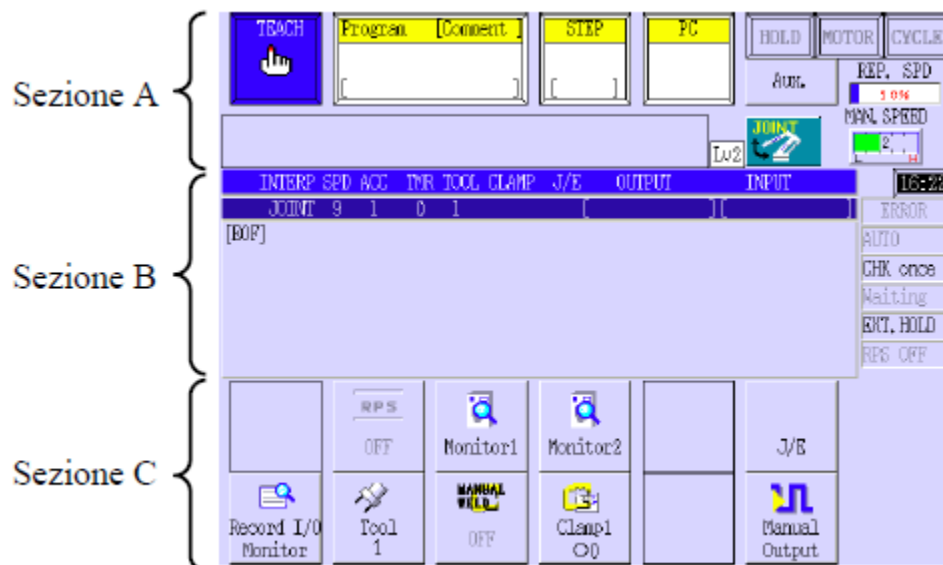 Sezione A
TEACH
Program [Comment ]
[ ]
STEP
[ ]
PC
HOLD MOTOR CYCLE
Aux.
REP. SPD
10%
MAN. SPEED
2
L H
Lv2
JOINT
Sezione B
INTERP SPD ACC TMR TOOL CLAMP J/E OUTPUT INPUT
JOINT 9 1 0 1 [ ][ ]
[EOF]
16:22
ERROR
AUTO
CHK once
Waiting
EXT. HOLD
RPS OFF
Sezione C
RPS
OFF
Monitor1
Monitor2
J/E
Record I/O
Monitor
Tool
1
MANUAL
WELD
OFF
Clamp1
O0
Manual
Output